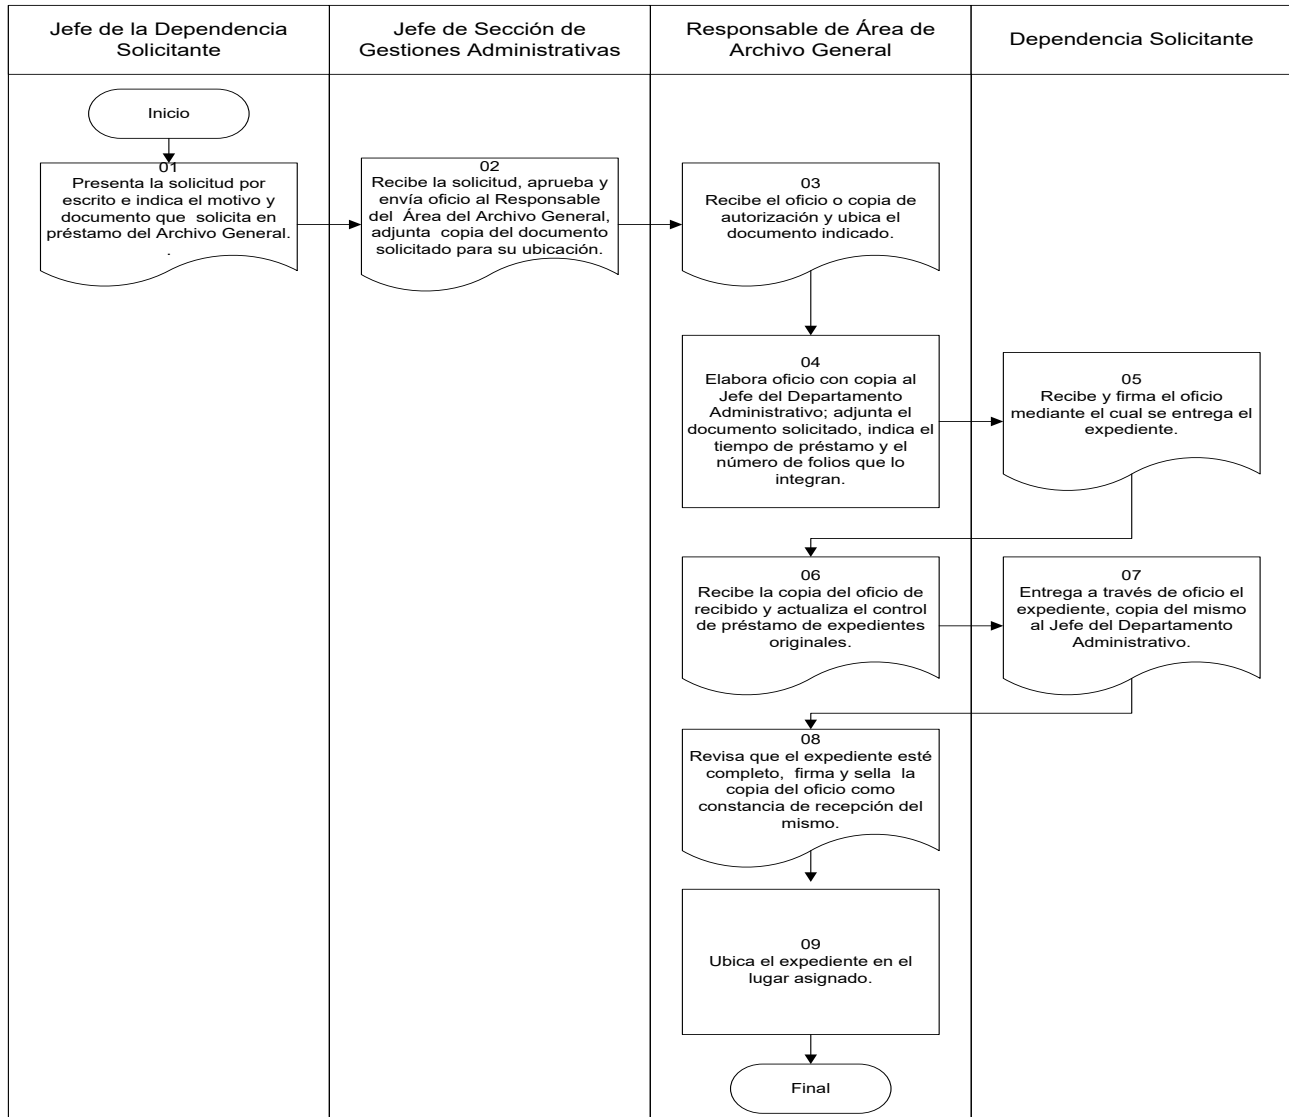 Jefe de la Dependencia
Solicitante
Jefe de Sección de
Gestiones Administrativas
Responsable de Área de
Archivo General
Dependencia Solicitante
Inicio
01
Presenta la solicitud por
escrito e indica el motivo y
documento que solicita en
préstamo del Archivo General.
.
02
Recibe la solicitud, aprueba y
envía oficio al Responsable
del Área del Archivo General,
adjunta copia del documento
solicitado para su ubicación.
03
Recibe el oficio o copia de
autorización y ubica el
documento indicado.
04
Elabora oficio con copia al
Jefe del Departamento
Administrativo; adjunta el
documento solicitado, indica el
tiempo de préstamo y el
número de folios que lo
integran.
05
Recibe y firma el oficio
mediante el cual se entrega el
expediente.
06
Recibe la copia del oficio de
recibido y actualiza el control
de préstamo de expedientes
originales.
07
Entrega a través de oficio el
expediente, copia del mismo
al Jefe del Departamento
Administrativo.
08
Revisa que el expediente esté
completo, firma y sella la
copia del oficio como
constancia de recepción del
mismo.
09
Ubica el expediente en el
lugar asignado.
Final